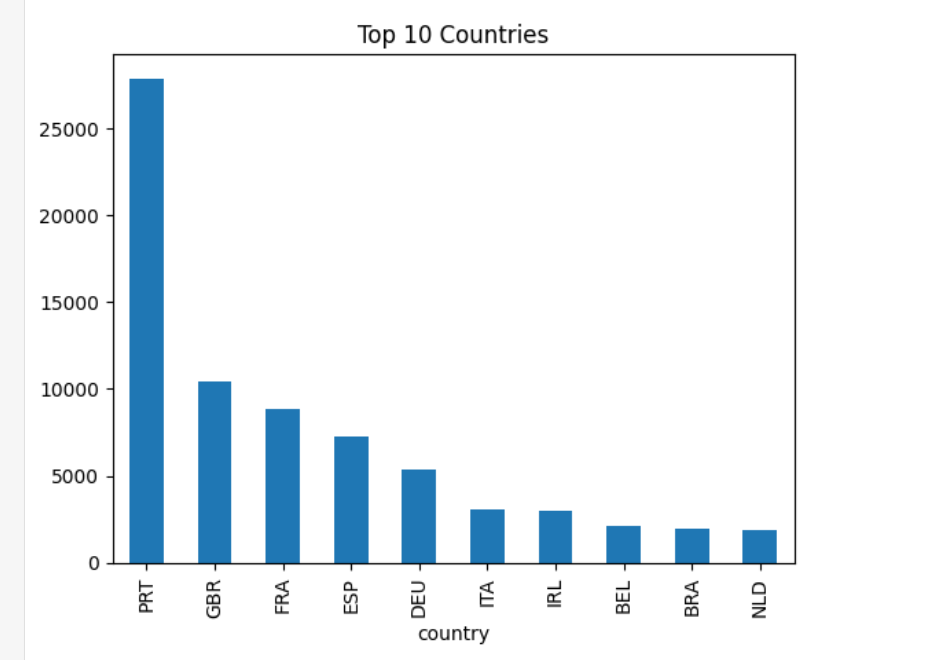 Top 10 Countries
25000
20000
15000
10000
5000
0
PRT
GBR
FRA
ESP
DEU
ITA
IRL
BEL
BRA
NLD
country